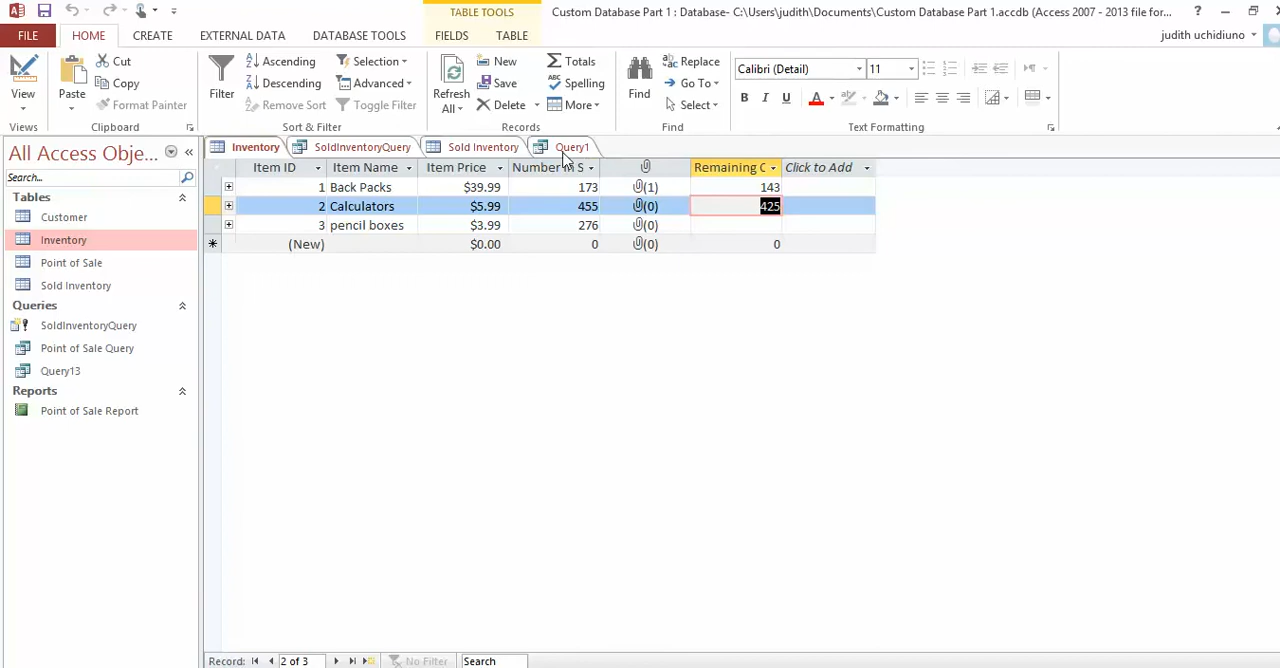 TABLE TOOLS
Custom Database Part 1 : Database- C:\Users\judith\Documents\Custom Database Part 1.accdb (Access 2007 - 2013 file for...
?
FILE HOME CREATE EXTERNAL DATA DATABASE TOOLS FIELDS TABLE
judith uchidiuno
View
Views
Paste
Cut
Copy
Format Painter
Clipboard
Filter
Ascending
Descending
Remove Sort
Selection
Advanced
Toggle Filter
Sort & Filter
Refresh
All
New
Save
Delete
Totals
Spelling
More
Records
Find
Replace
Go To
Select
Find
Calibri (Detail) 11
B I U A
Text Formatting
All Access Obje...
Search...
Tables
Customer
Inventory
Point of Sale
Sold Inventory
Queries
SoldInventoryQuery
Point of Sale Query
Query13
Reports
Point of Sale Report
Inventory SoldInventoryQuery Sold Inventory Query1
Item ID Item Name Item Price Remaining C Click to Add
1 Back Packs $39.99 173 (1) 143
2 Calculators $5.99 455 (0) 425
3 pencil boxes $3.99 276 (0)
(New) $0.00 0 (0) 0
Record: 2 of 3 No Filter Search